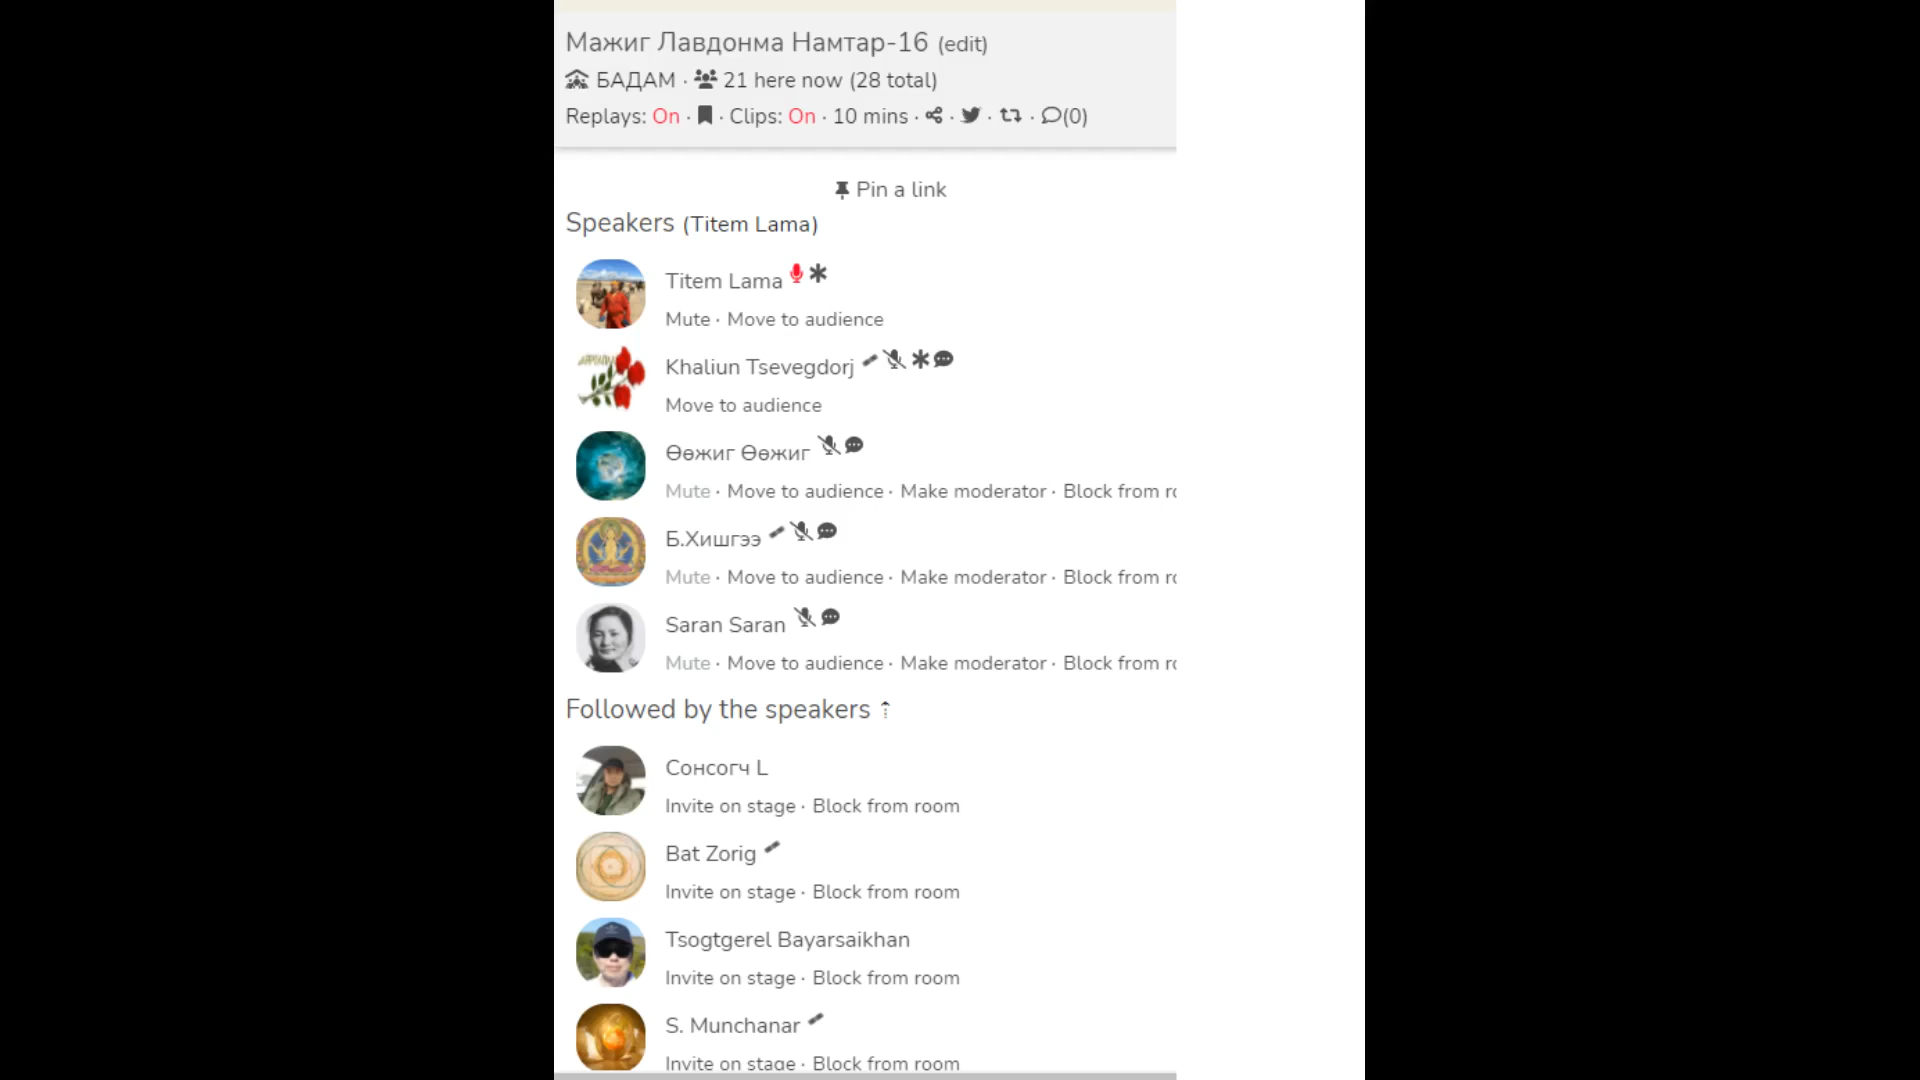 Мажиг Лавдонма Намтар-16 (edit)
БАДАМ · 21 here now (28 total)
Replays: On · · Clips: On · 10 mins · · · · (0)
Pin a link
Speakers (Titem Lama)
Titem Lama
Mute · Move to audience
Khaliun Tsevegdorj
Move to audience
Өөжиг Өөжиг
Mute · Move to audience · Make moderator · Block from
Б.Хишгээ
Mute · Move to audience · Make moderator · Block from
Saran Saran
Mute · Move to audience · Make moderator · Block from
Followed by the speakers
Сонсогч L
Invite on stage · Block from room
Bat Zorig
Invite on stage · Block from room
Tsogtgerel Bayarsaikhan
Invite on stage · Block from room
S. Munchanar
Invite on stage · Block from room